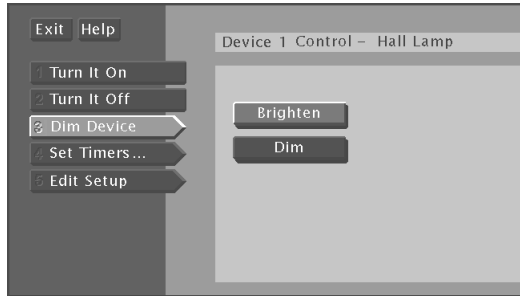 Exit Help
Device 1 Control – Hall Lamp
1 Turn It On
2 Turn It Off
3 Dim Device
4 Set Timers...
5 Edit Setup
Brighten
Dim